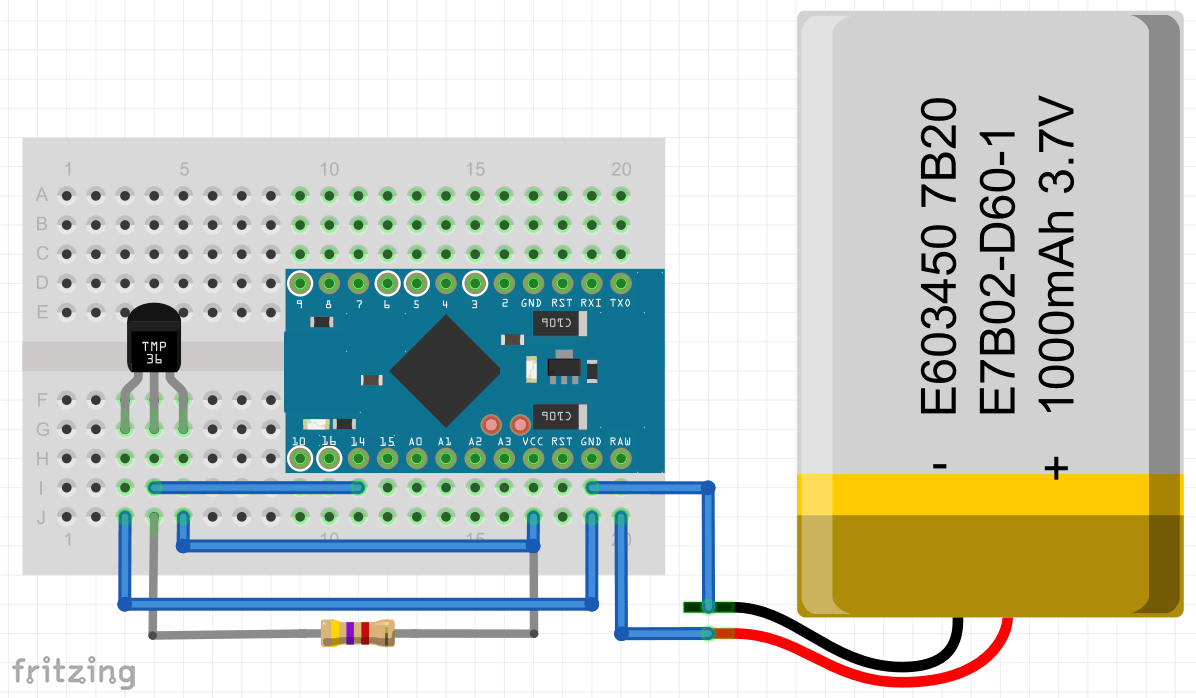 1 5 10 15 20
A
B
C
D
E
F
G
H
I
J
1 10 15
TMP
36
9 8 7 6 5 4 3 2 GND RST RXI TXO
C106
C106
10 16 14 15 A0 A1 A2 A3 VCC RST GND RAW
E603450 7B20
E7B02-D60-1
1000mAh 3.7V
- +
fritzing